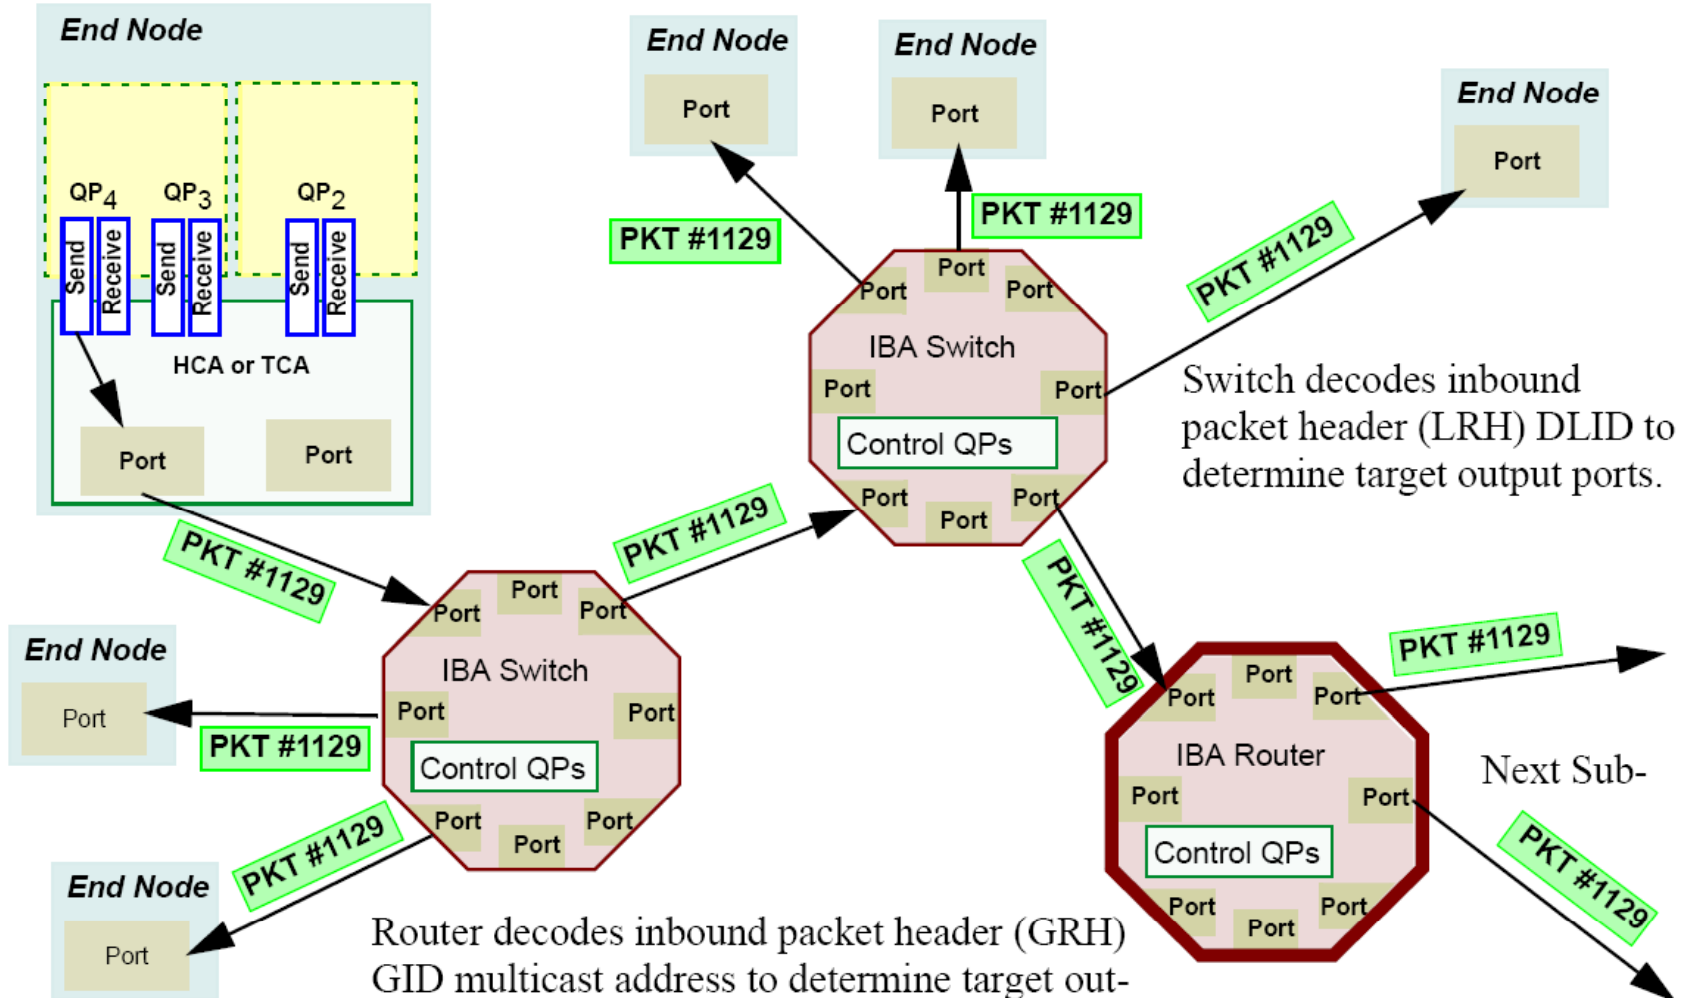 End Node
QP4
QP3
QP2
Send
Receive
Send
Receive
Send
Receive
HCA or TCA
Port
Port
PKT #1129
End Node
Port
End Node
Port
End Node
Port
PKT #1129
PKT #1129
PKT #1129
Port
Port
Port
IBA Switch
Port
Port
Control QPs
Port
Port
Port
Switch decodes inbound
packet header (LRH) DLID to
determine target output ports.
PKT #1129
PKT #1129
Port
Port
Port
IBA Switch
Port
Port
Control QPs
Port
Port
Port
End Node
Port
PKT #1129
PKT #1129
End Node
Port
Port
Port
Port
IBA Router
Port
Port
Control QPs
Port
Port
Port
PKT #1129
Next Sub-
PKT #1129
Router decodes inbound packet header (GRH)
GID multicast address to determine target out-